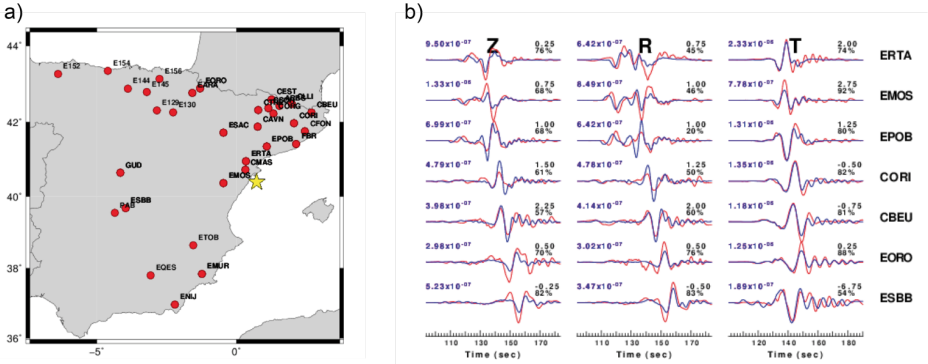 a)
b)
44°
42°
40°
38°
36°
−5°
0°
E152
E154
E156
EORO
EARA
E144
E145
E129
E130
CEST
CBEU
CORI
CAVN
CFON
ESAC
EPOB
FBR
ERTA
CMAS
EMOS
GUD
ESBB
PAB
ETOB
EQES
EMUR
ENIJ
Z R T
9.50x10⁻⁰⁷ 0.25 76% 6.42x10⁻⁰⁷ 0.75 45% 2.33x10⁻⁰⁶ 2.00 74% ERTA
1.33x10⁻⁰⁶ 0.75 68% 8.49x10⁻⁰⁷ 1.00 46% 7.78x10⁻⁰⁷ 2.75 92% EMOS
6.99x10⁻⁰⁷ 1.00 68% 6.42x10⁻⁰⁷ 1.00 20% 1.31x10⁻⁰⁶ 1.25 80% EPOB
4.79x10⁻⁰⁷ 1.50 61% 4.78x10⁻⁰⁷ 1.25 50% 1.35x10⁻⁰⁶ -0.50 82% CORI
3.98x10⁻⁰⁷ 2.25 57% 4.14x10⁻⁰⁷ 2.00 60% 1.18x10⁻⁰⁶ -0.75 81% CBEU
2.98x10⁻⁰⁷ 0.50 70% 3.02x10⁻⁰⁷ 0.50 76% 1.25x10⁻⁰⁶ 0.25 88% EORO
5.23x10⁻⁰⁷ -0.25 82% 3.47x10⁻⁰⁷ -0.50 83% 1.69x10⁻⁰⁶ -6.75 54% ESBB
110 130 150 170 110 130 150 170 120 140 160 180
Time (sec) Time (sec) Time (sec)